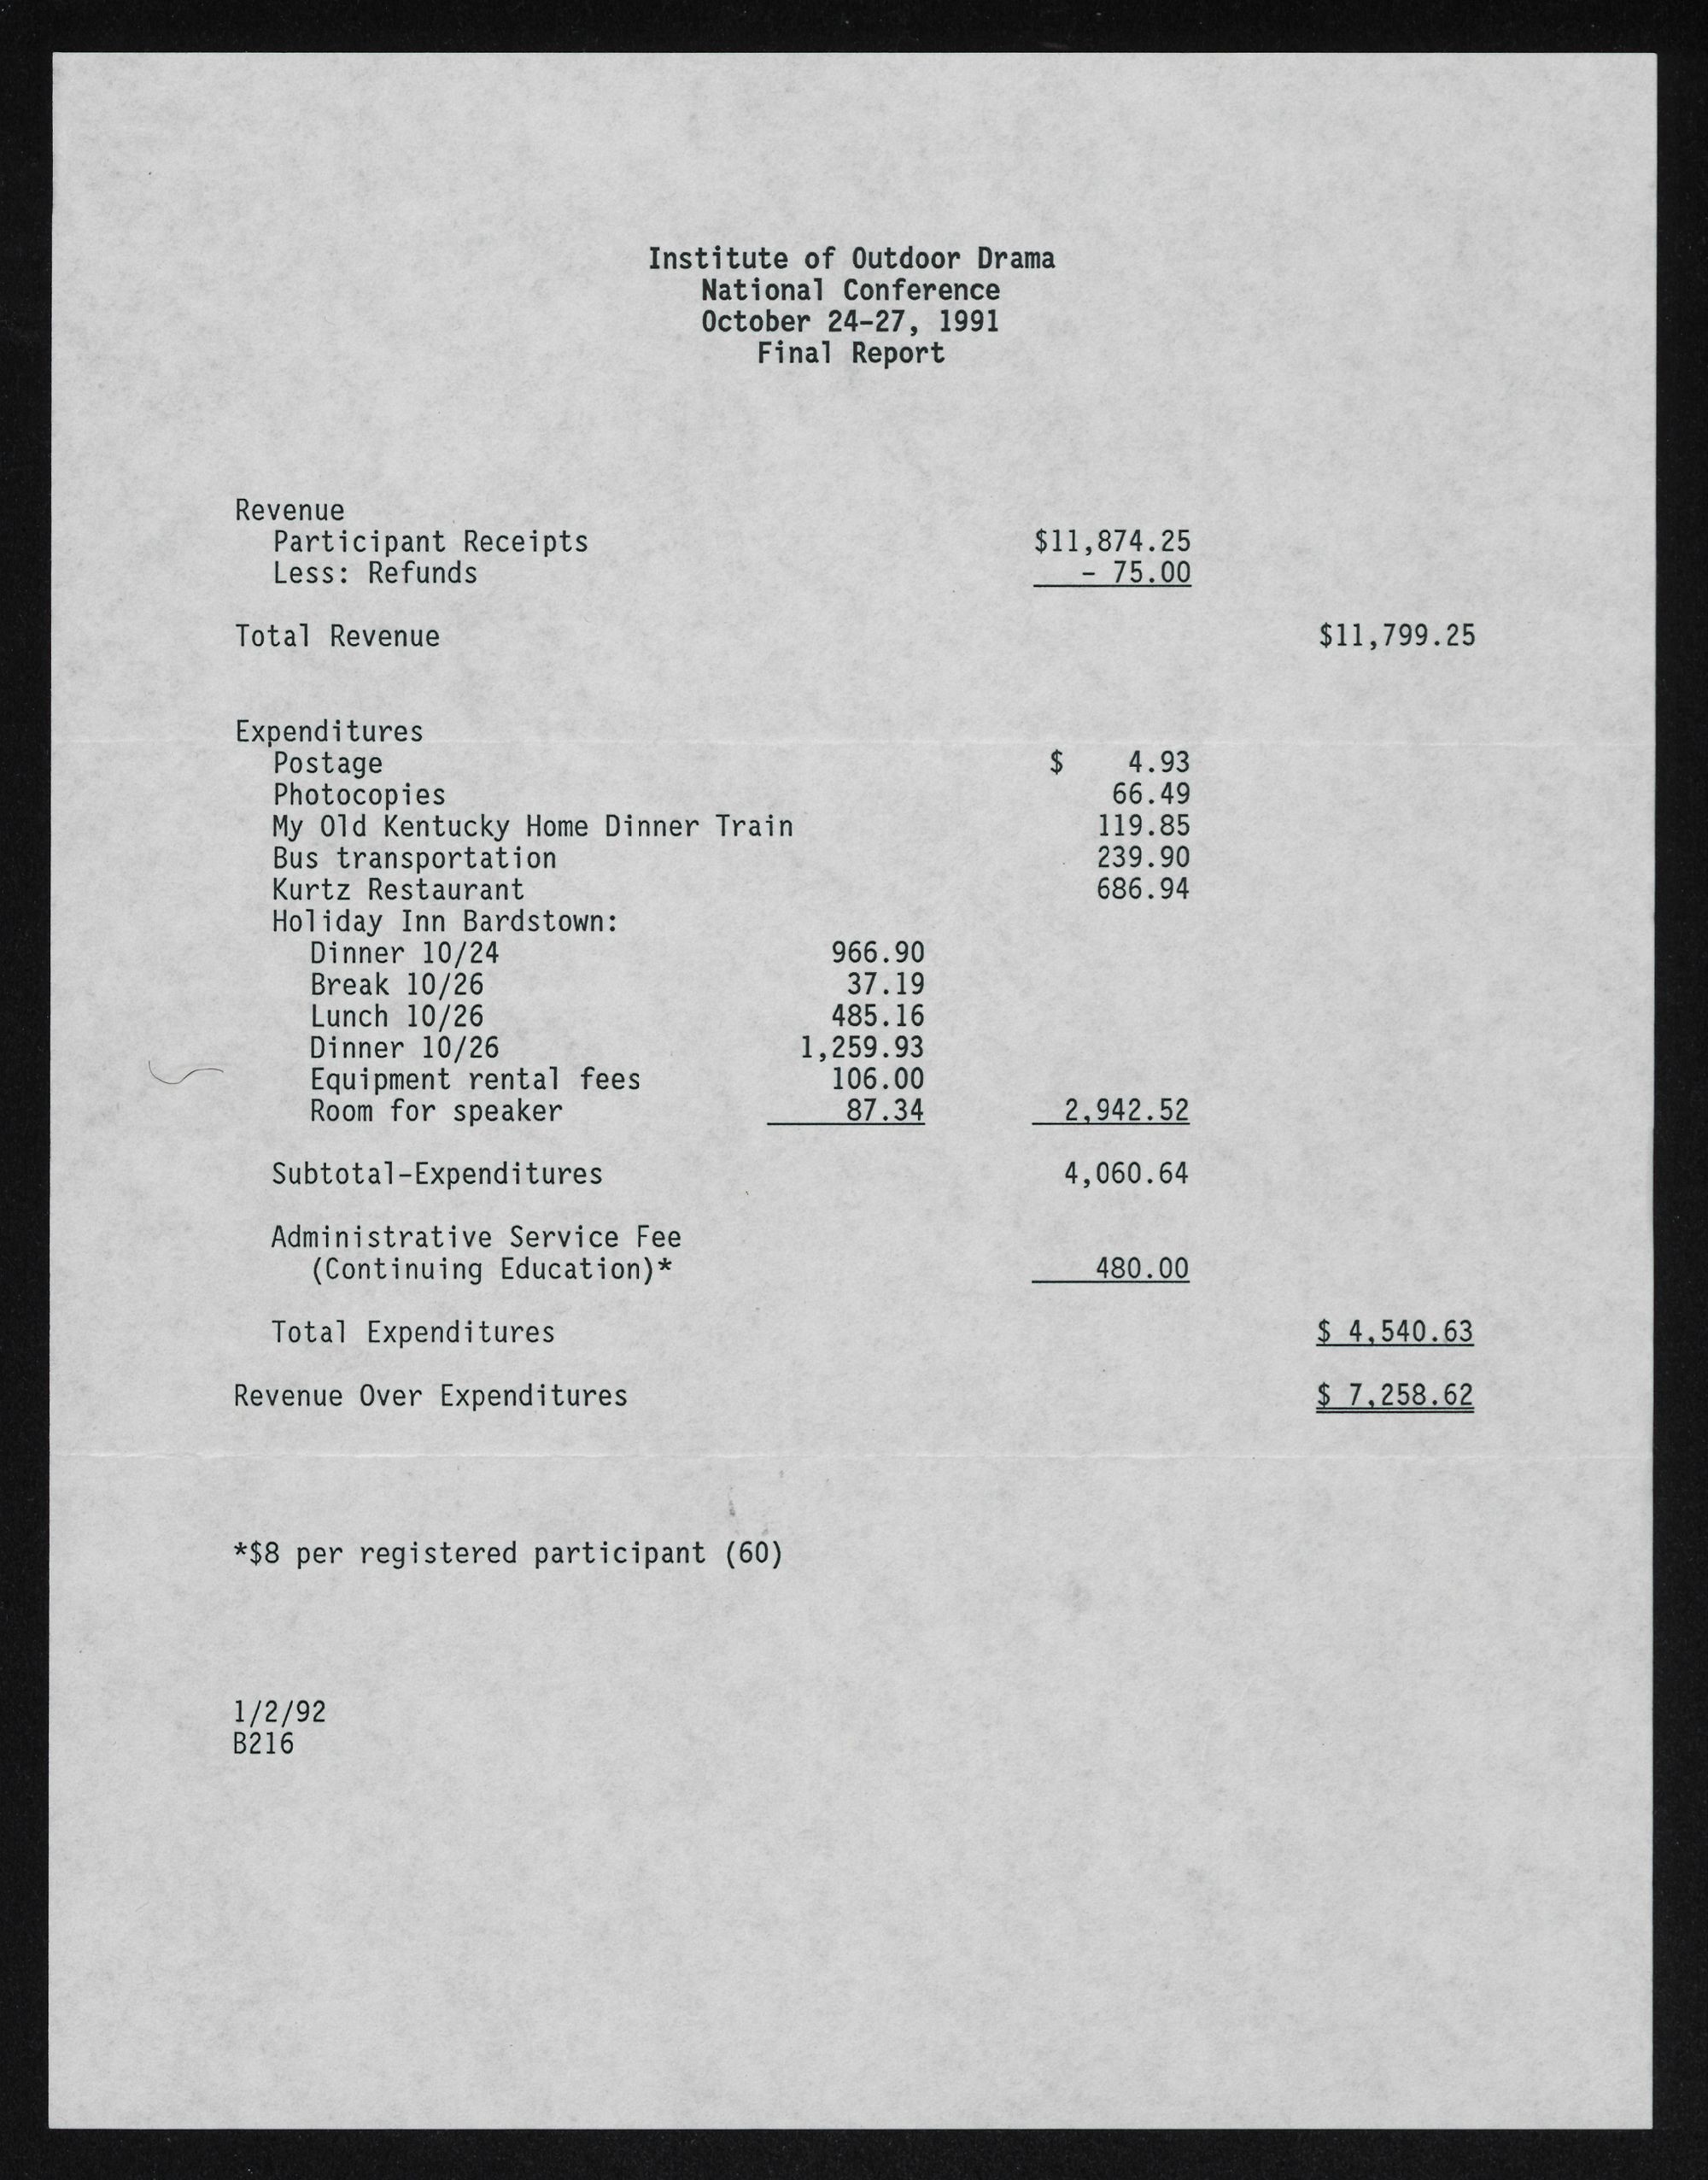 Institute of Outdoor Drama
National Conference
October 24-27, 1991
Final Report
Revenue
Participant Receipts $11,874.25
Less: Refunds - 75.00
Total Revenue $11,799.25
Expenditures
Postage $ 4.93
Photocopies 66.49
My Old Kentucky Home Dinner Train 119.85
Bus transportation 239.90
Kurtz Restaurant 686.94
Holiday Inn Bardstown:
Dinner 10/24 966.90
Break 10/26 37.19
Lunch 10/26 485.16
Dinner 10/26 1,259.93
Equipment rental fees 106.00
Room for speaker 87.34 2,942.52
Subtotal-Expenditures 4,060.64
Administrative Service Fee
(Continuing Education)* 480.00
Total Expenditures $ 4,540.63
Revenue Over Expenditures $ 7,258.62
*$8 per registered participant (60)
1/2/92
B216